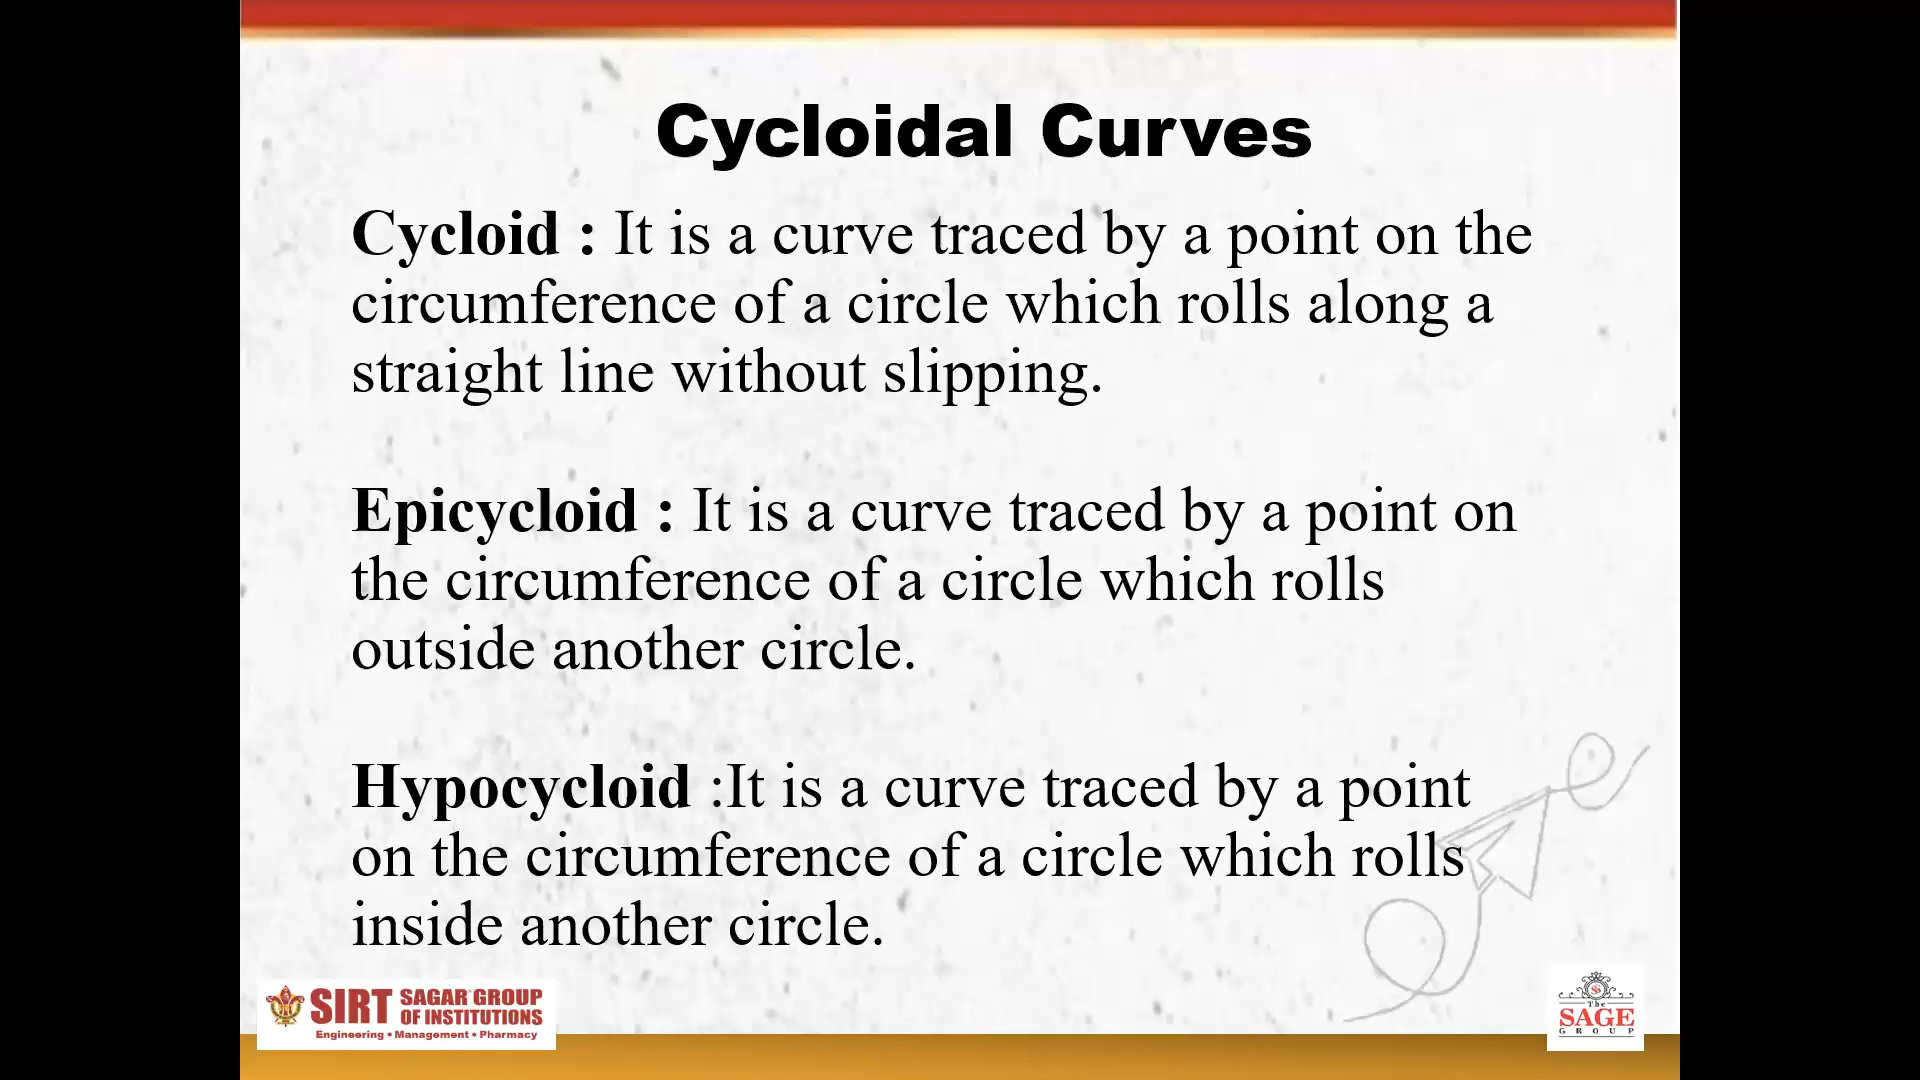 Cycloidal Curves
Cycloid : It is a curve traced by a point on the
circumference of a circle which rolls along a
straight line without slipping.
Epicycloid : It is a curve traced by a point on
the circumference of a circle which rolls
outside another circle.
Hypocycloid :It is a curve traced by a point
on the circumference of a circle which rolls
inside another circle.
SIRT SAGAR GROUP
OF INSTITUTIONS
Engineering • Management • Pharmacy
The
SAGE
GROUP